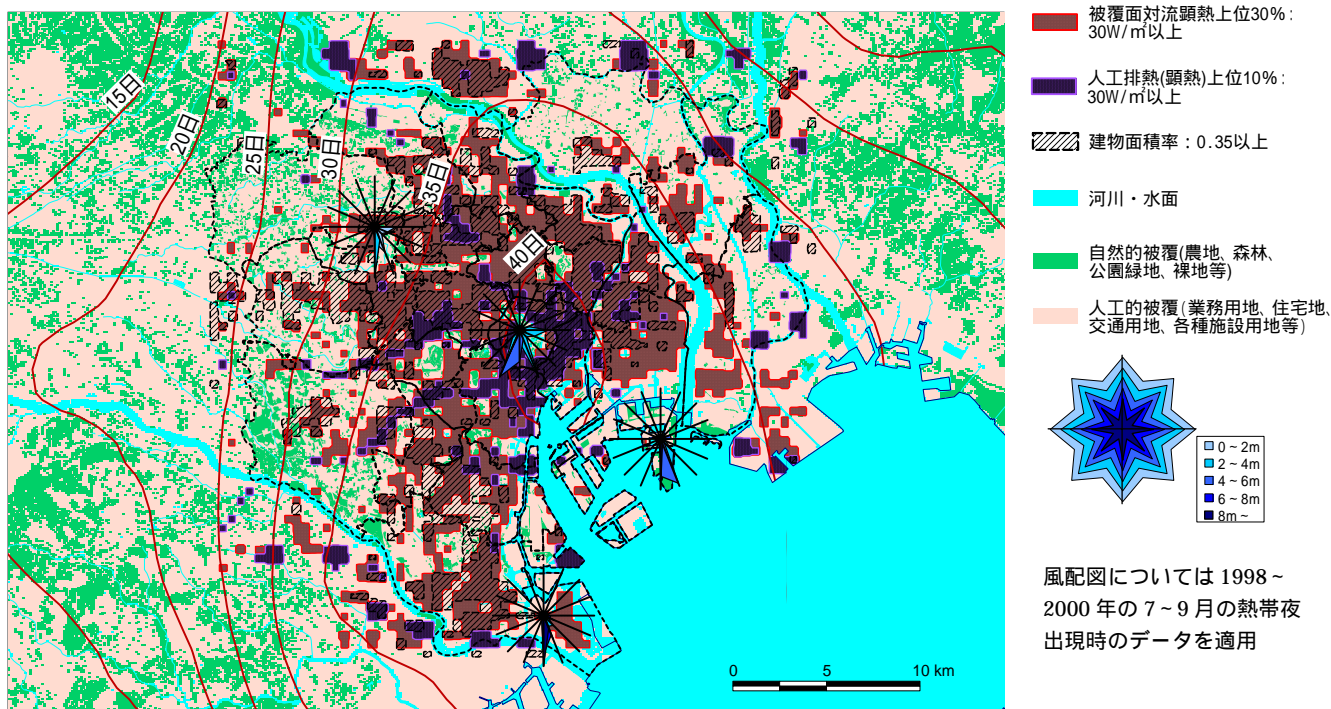 15日
20日
25日
30日
35日
40日
0 5 10 km
被覆面対流顕熱上位30%:
30W/㎡以上
人工排熱(顕熱)上位10%:
30W/㎡以上
建物面積率:0.35以上
河川・水面
自然的被覆(農地、森林、
公園緑地、裸地等)
人工的被覆(業務用地、住宅地、
交通用地、各種施設用地等)
0~2m
2~4m
4~6m
6~8m
8m~
風配図については 1998~
2000 年の 7~9 月の熱帯夜
出現時のデータを適用